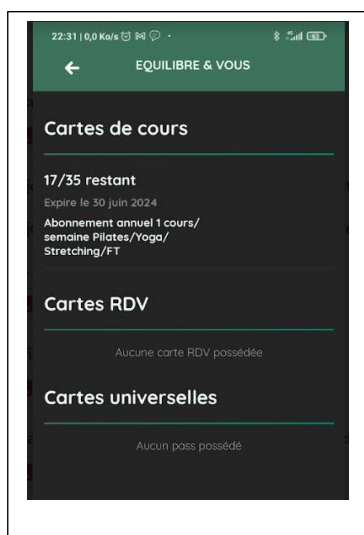 22:31 | 0,0 Ko/s
EQUILIBRE & VOUS
Cartes de cours
17/35 restant
Expire le 30 juin 2024
Abonnement annuel 1 cours/
semaine Pilates/Yoga/
Stretching/FT
Cartes RDV
Aucune carte RDV possédée
Cartes universelles
Aucun pass possédé